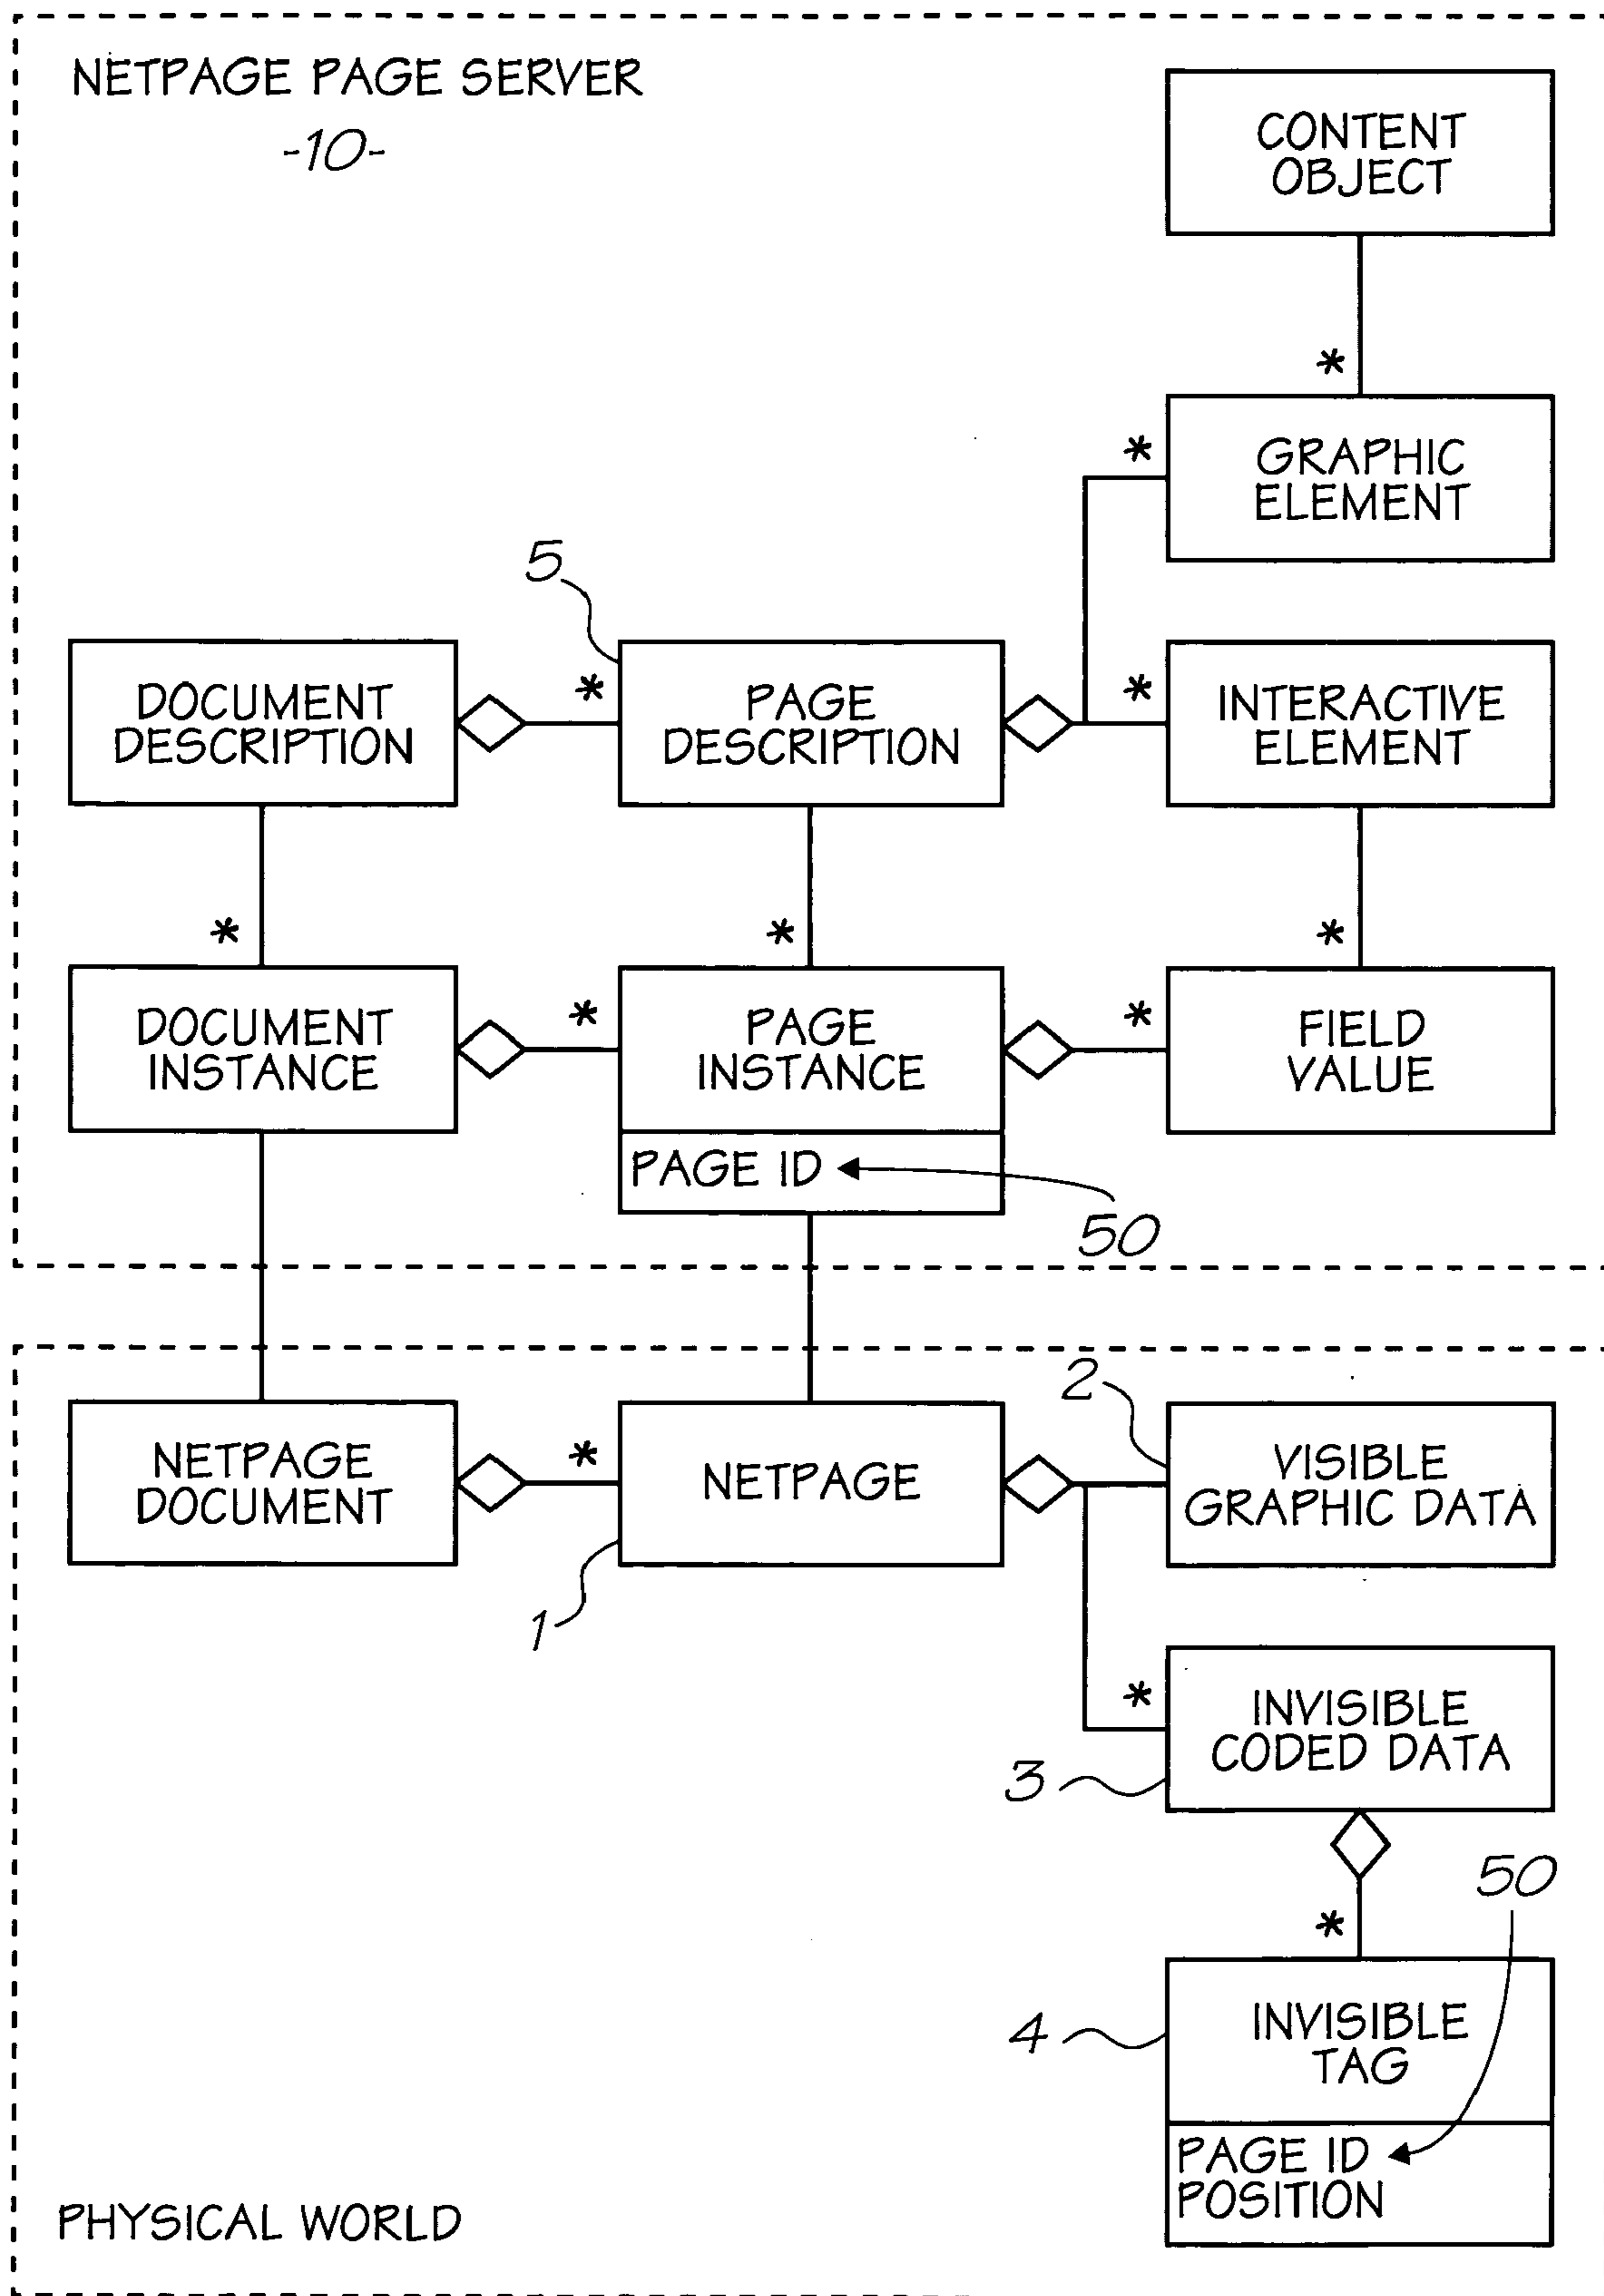 NETPAGE PAGE SERVER
-10-
CONTENT
OBJECT
*
*
GRAPHIC
ELEMENT
5
DOCUMENT
DESCRIPTION
*
PAGE
DESCRIPTION
*
INTERACTIVE
ELEMENT
*
*
*
DOCUMENT
INSTANCE
*
PAGE
INSTANCE
*
FIELD
VALUE
PAGE ID
50
2
NETPAGE
DOCUMENT
*
NETPAGE
VISIBLE
GRAPHIC DATA
1
*
INVISIBLE
CODED DATA
3
50
*
4
INVISIBLE
TAG
PAGE ID
POSITION
PHYSICAL WORLD